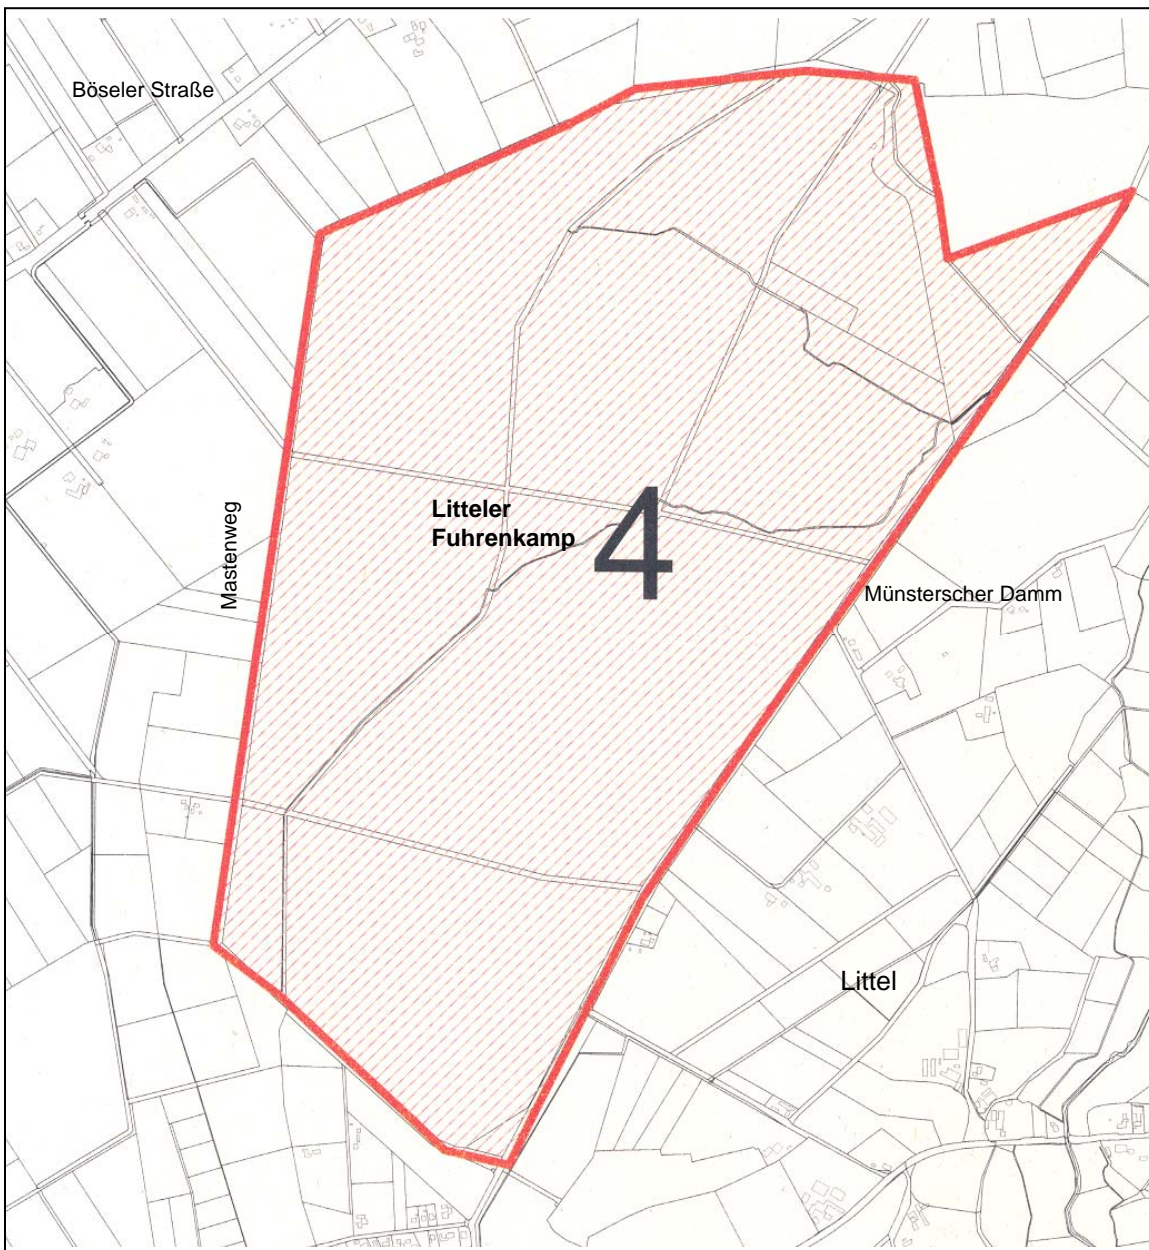 Böseler Straße
Litteler
Fuhrenkamp
4
Mastenweg
Münsterscher Damm
Littel